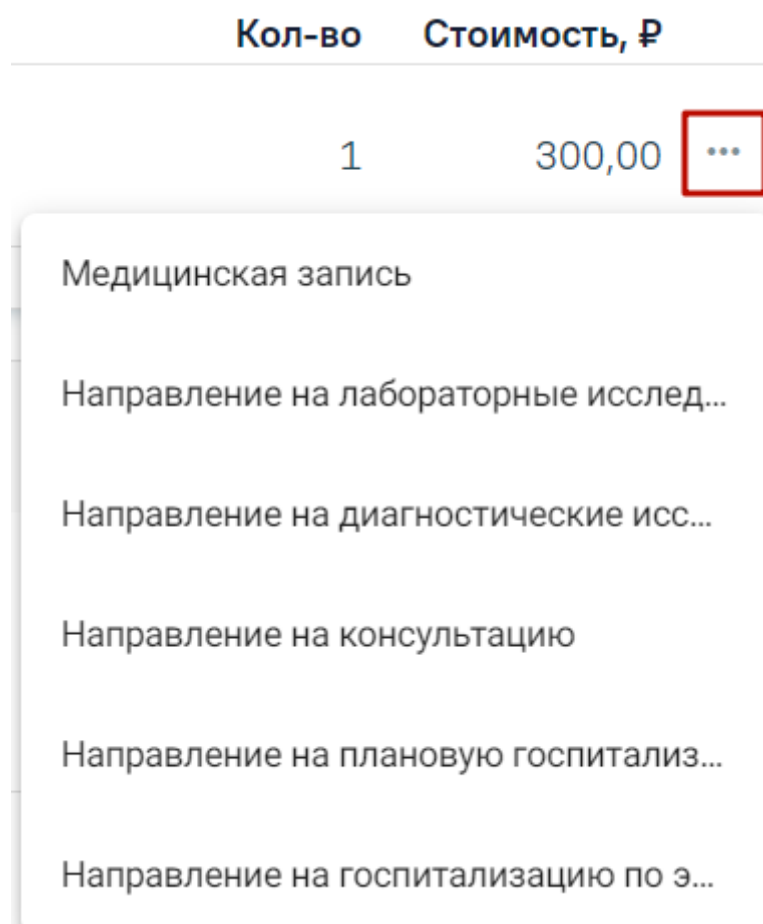 Кол-во Стоимость, ₽
1 300,00 •••
Медицинская запись
Направление на лабораторные исслед...
Направление на диагностические исс...
Направление на консультацию
Направление на плановую госпитализ...
Направление на госпитализацию по э...